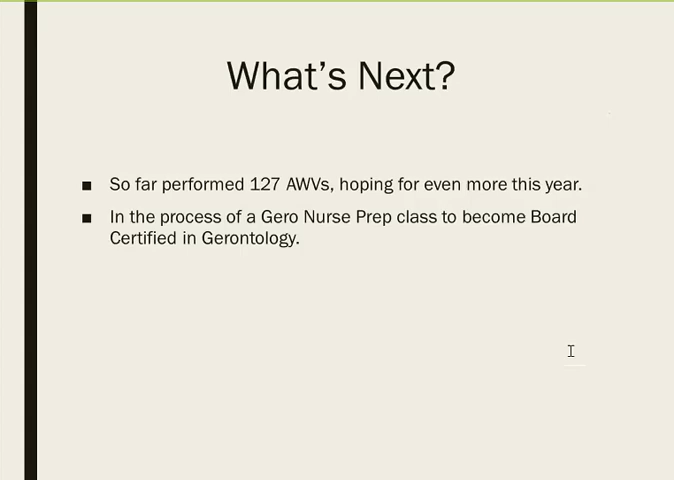 What's Next?
■ So far performed 127 AWVs, hoping for even more this year.
■ In the process of a Gero Nurse Prep class to become Board
Certified in Gerontology.